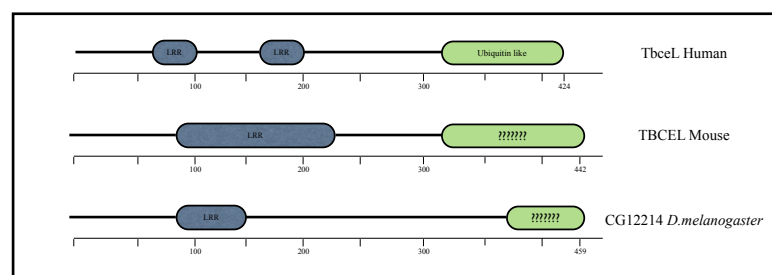 LRR LRR Ubiquitin like TbceL Human
100 200 300 424
LRR ??????? TBCEL Mouse
100 200 300 442
LRR ??????? CG12214 D.melanogaster
100 200 300 459